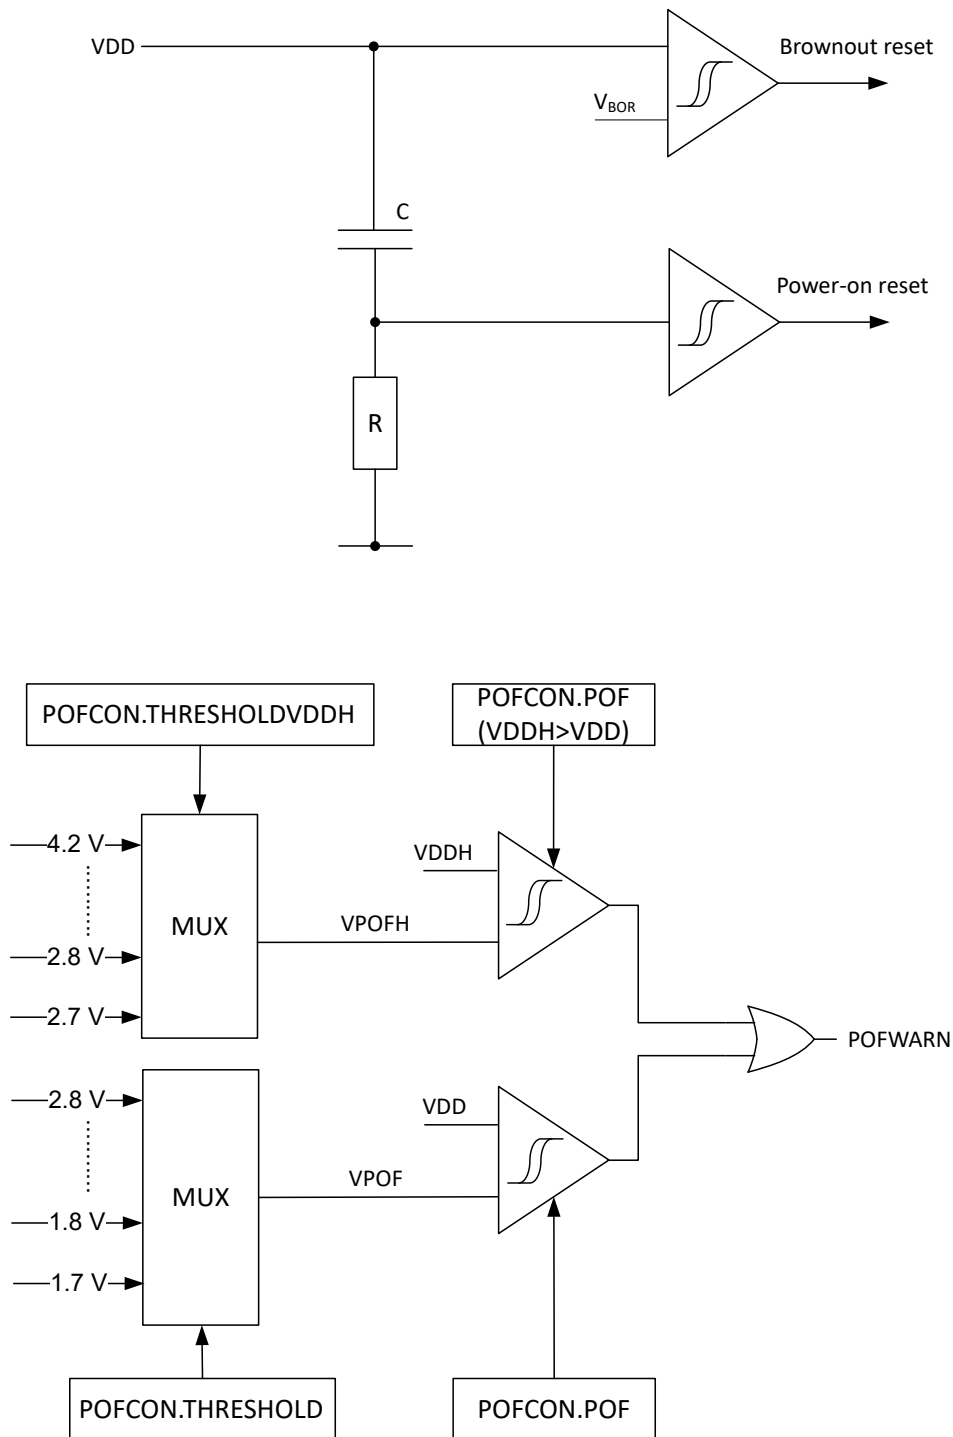 VDD
Brownout reset
VBOR
C
Power-on reset
R
POFCON.THRESHOLDVDDH
POFCON.POF
(VDDH>VDD)
4.2 V
VDDH
MUX
VPOFH
2.8 V
2.7 V
POFWARN
2.8 V
VDD
MUX
VPOF
1.8 V
1.7 V
POFCON.THRESHOLD
POFCON.POF